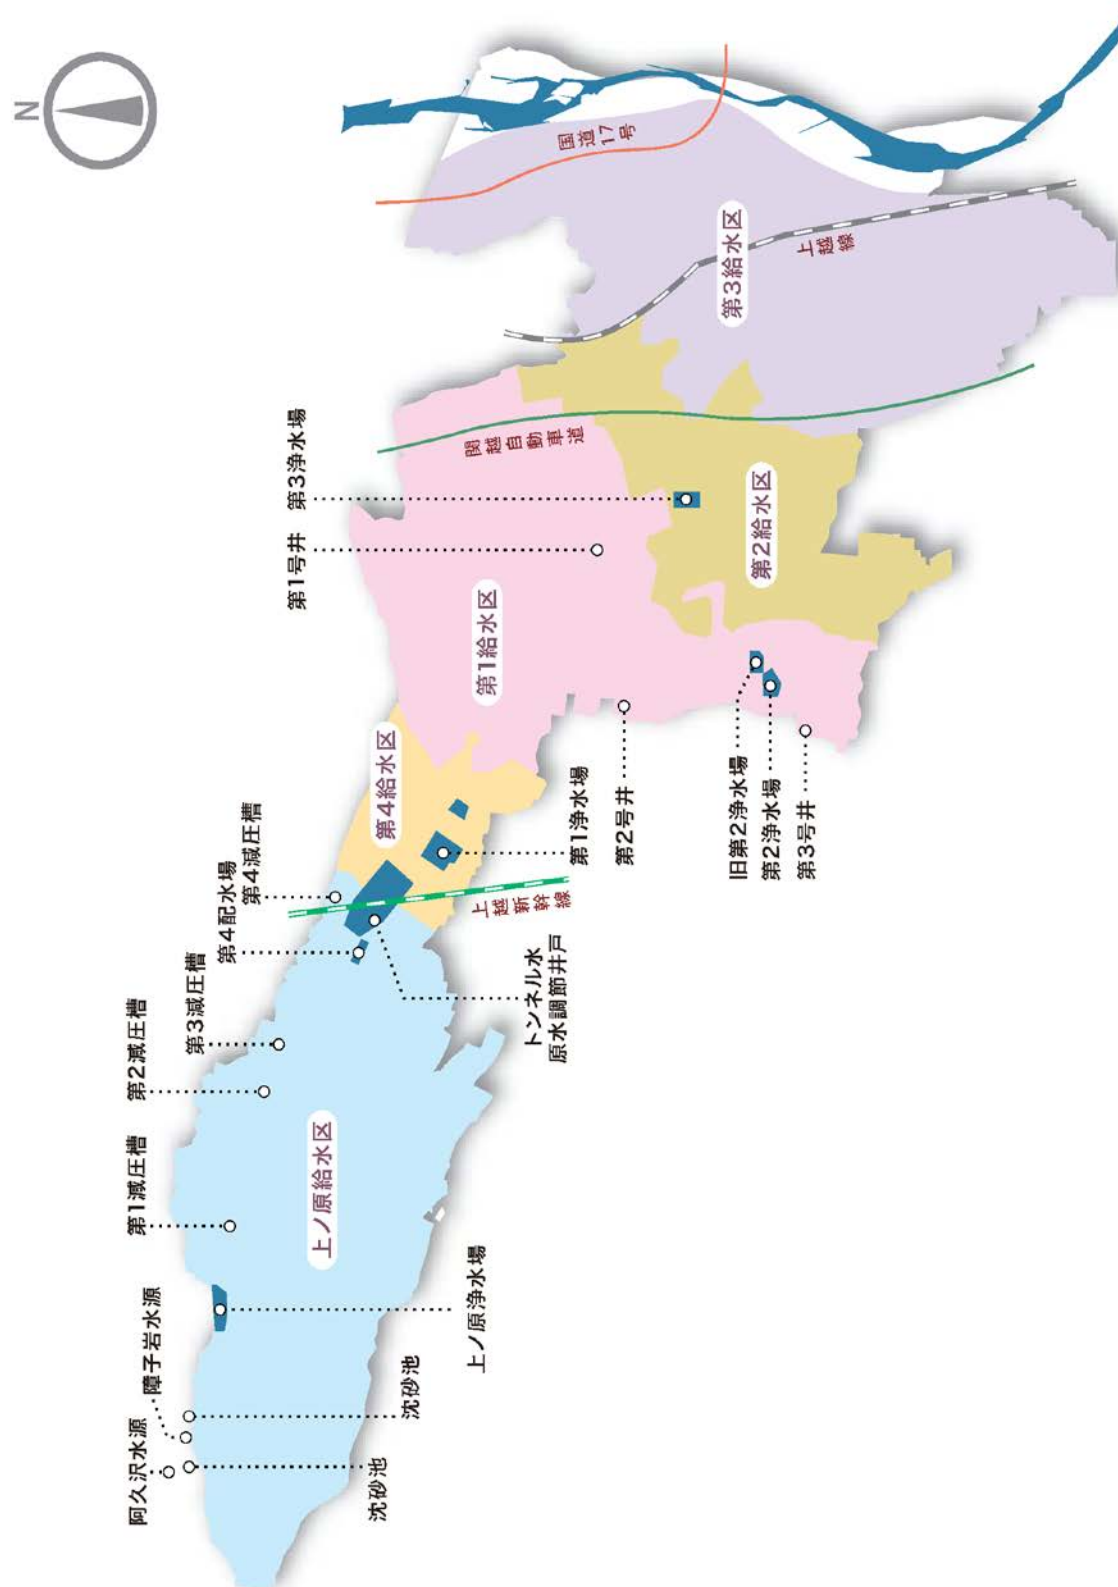 N
阿久沢水源
障子岩水源
沈砂池
沈砂池
上ノ原浄水場
第1減圧槽
上ノ原給水区
第2減圧槽
第3減圧槽
第4配水場
第4減圧槽
トンネル水
原水調節井戸
上越新幹線
第4給水区
第1浄水場
第2号井
第1給水区
第1号井
第3浄水場
旧第2浄水場
第2浄水場
第3号井
関越自動車道
第2給水区
第3給水区
上越線
国道17号